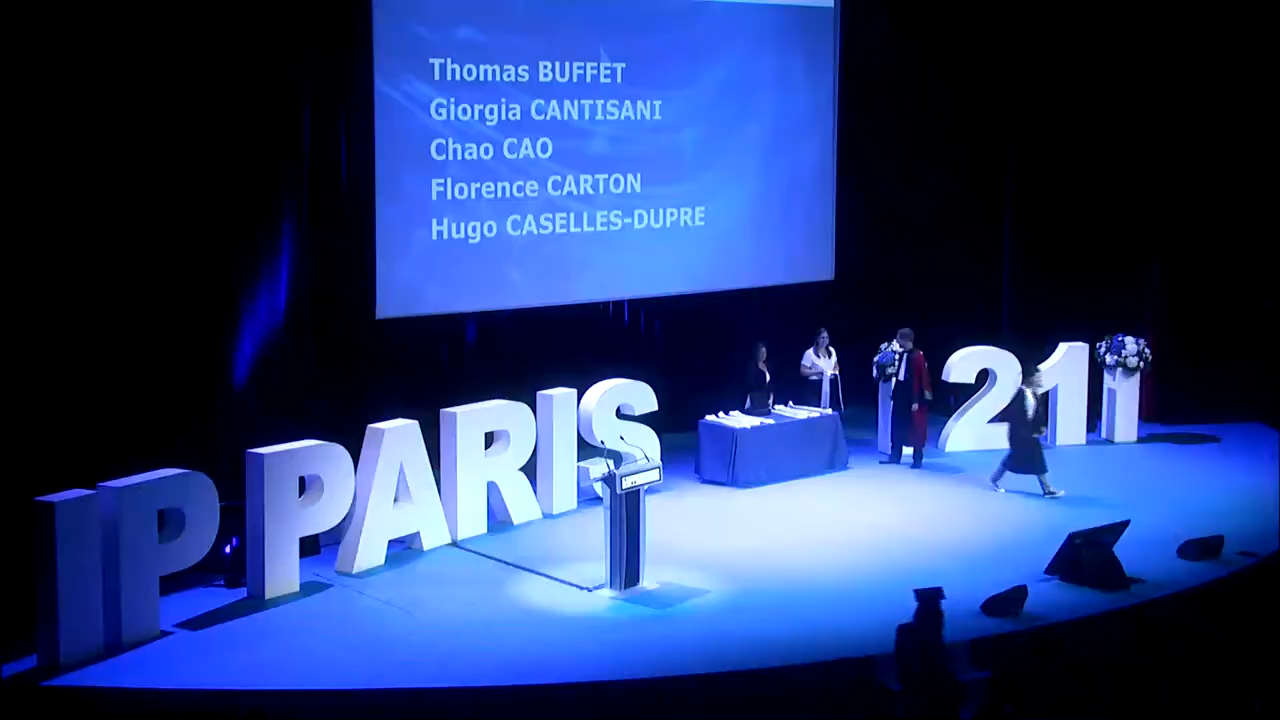 Thomas BUFFET
Giorgia CANTISANI
Chao CAO
Florence CARTON
Hugo CASELLES-DUPRE
IP PARIS
21